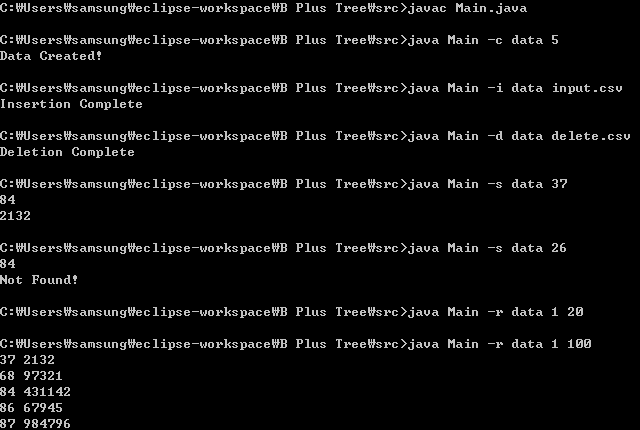 C:₩Users₩samsung₩eclipse-workspace₩B Plus Tree₩src>javac Main.java
C:₩Users₩samsung₩eclipse-workspace₩B Plus Tree₩src>java Main -c data 5
Data Created!
C:₩Users₩samsung₩eclipse-workspace₩B Plus Tree₩src>java Main -i data input.csv
Insertion Complete
C:₩Users₩samsung₩eclipse-workspace₩B Plus Tree₩src>java Main -d data delete.csv
Deletion Complete
C:₩Users₩samsung₩eclipse-workspace₩B Plus Tree₩src>java Main -s data 37
84
2132
C:₩Users₩samsung₩eclipse-workspace₩B Plus Tree₩src>java Main -s data 26
84
Not Found!
C:₩Users₩samsung₩eclipse-workspace₩B Plus Tree₩src>java Main -r data 1 20
C:₩Users₩samsung₩eclipse-workspace₩B Plus Tree₩src>java Main -r data 1 100
37 2132
68 97321
84 431142
86 67945
87 984796